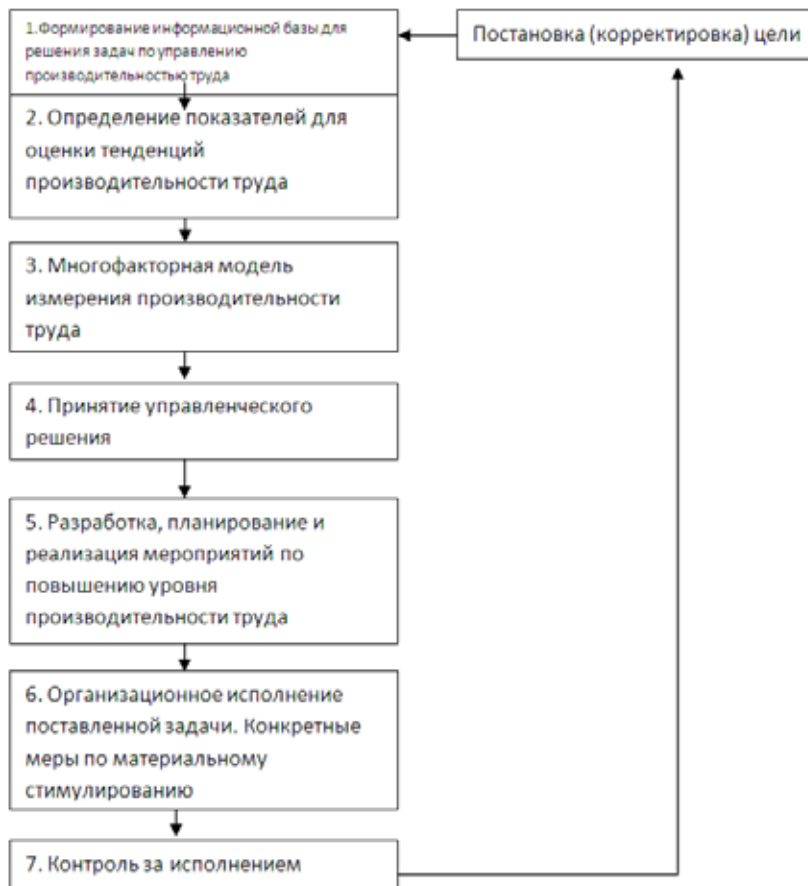 1.Формирование информационной базы для
решения задач по управлению
производительностью труда
Постановка (корректировка) цели
2. Определение показателей для
оценки тенденций
производительности труда
3. Многофакторная модель
измерения производительности
труда
4. Принятие управленческого
решения
5. Разработка, планирование и
реализация мероприятий по
повышению уровня
производительности труда
6. Организационное исполнение
поставленной задачи. Конкретные
меры по материальному
стимулированию
7. Контроль за исполнением